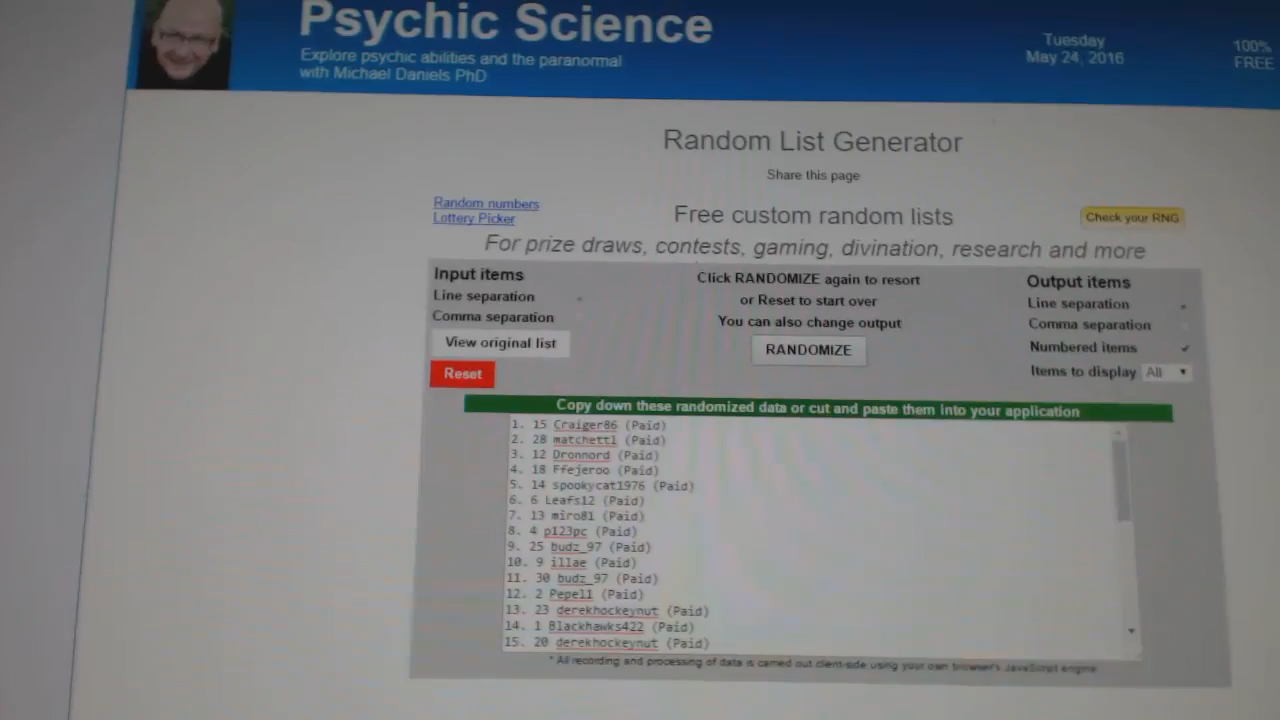 Psychic Science
Explore psychic abilities and the paranormal
with Michael Daniels PhD
Tuesday
May 24, 2016
100%
FREE
Random List Generator
Share this page
Random numbers
Lottery Picker
Free custom random lists
Check your RNG
For prize draws, contests, gaming, divination, research and more
Input items
Line separation
Comma separation
View original list
Reset
Click RANDOMIZE again to resort
or Reset to start over
You can also change output
RANDOMIZE
Output items
Line separation
Comma separation
Numbered items
Items to display All
Copy down these randomized data or cut and paste them into your application
1. 15 Craiger86 (Paid)
2. 28 matchett1 (Paid)
3. 12 Dronnord (Paid)
4. 18 Ffejeroo (Paid)
5. 14 spookycat1976 (Paid)
6. 6 Leafs12 (Paid)
7. 13 miro81 (Paid)
8. 4 p123pc (Paid)
9. 25 budz_97 (Paid)
10. 9 illae (Paid)
11. 30 budz_97 (Paid)
12. 2 Pepel1 (Paid)
13. 23 derekhockeynut (Paid)
14. 1 Blackhawks422 (Paid)
15. 20 derekhockeynut (Paid)
* All recording and processing of data is carried out client-side using your own browser's JavaScript engine